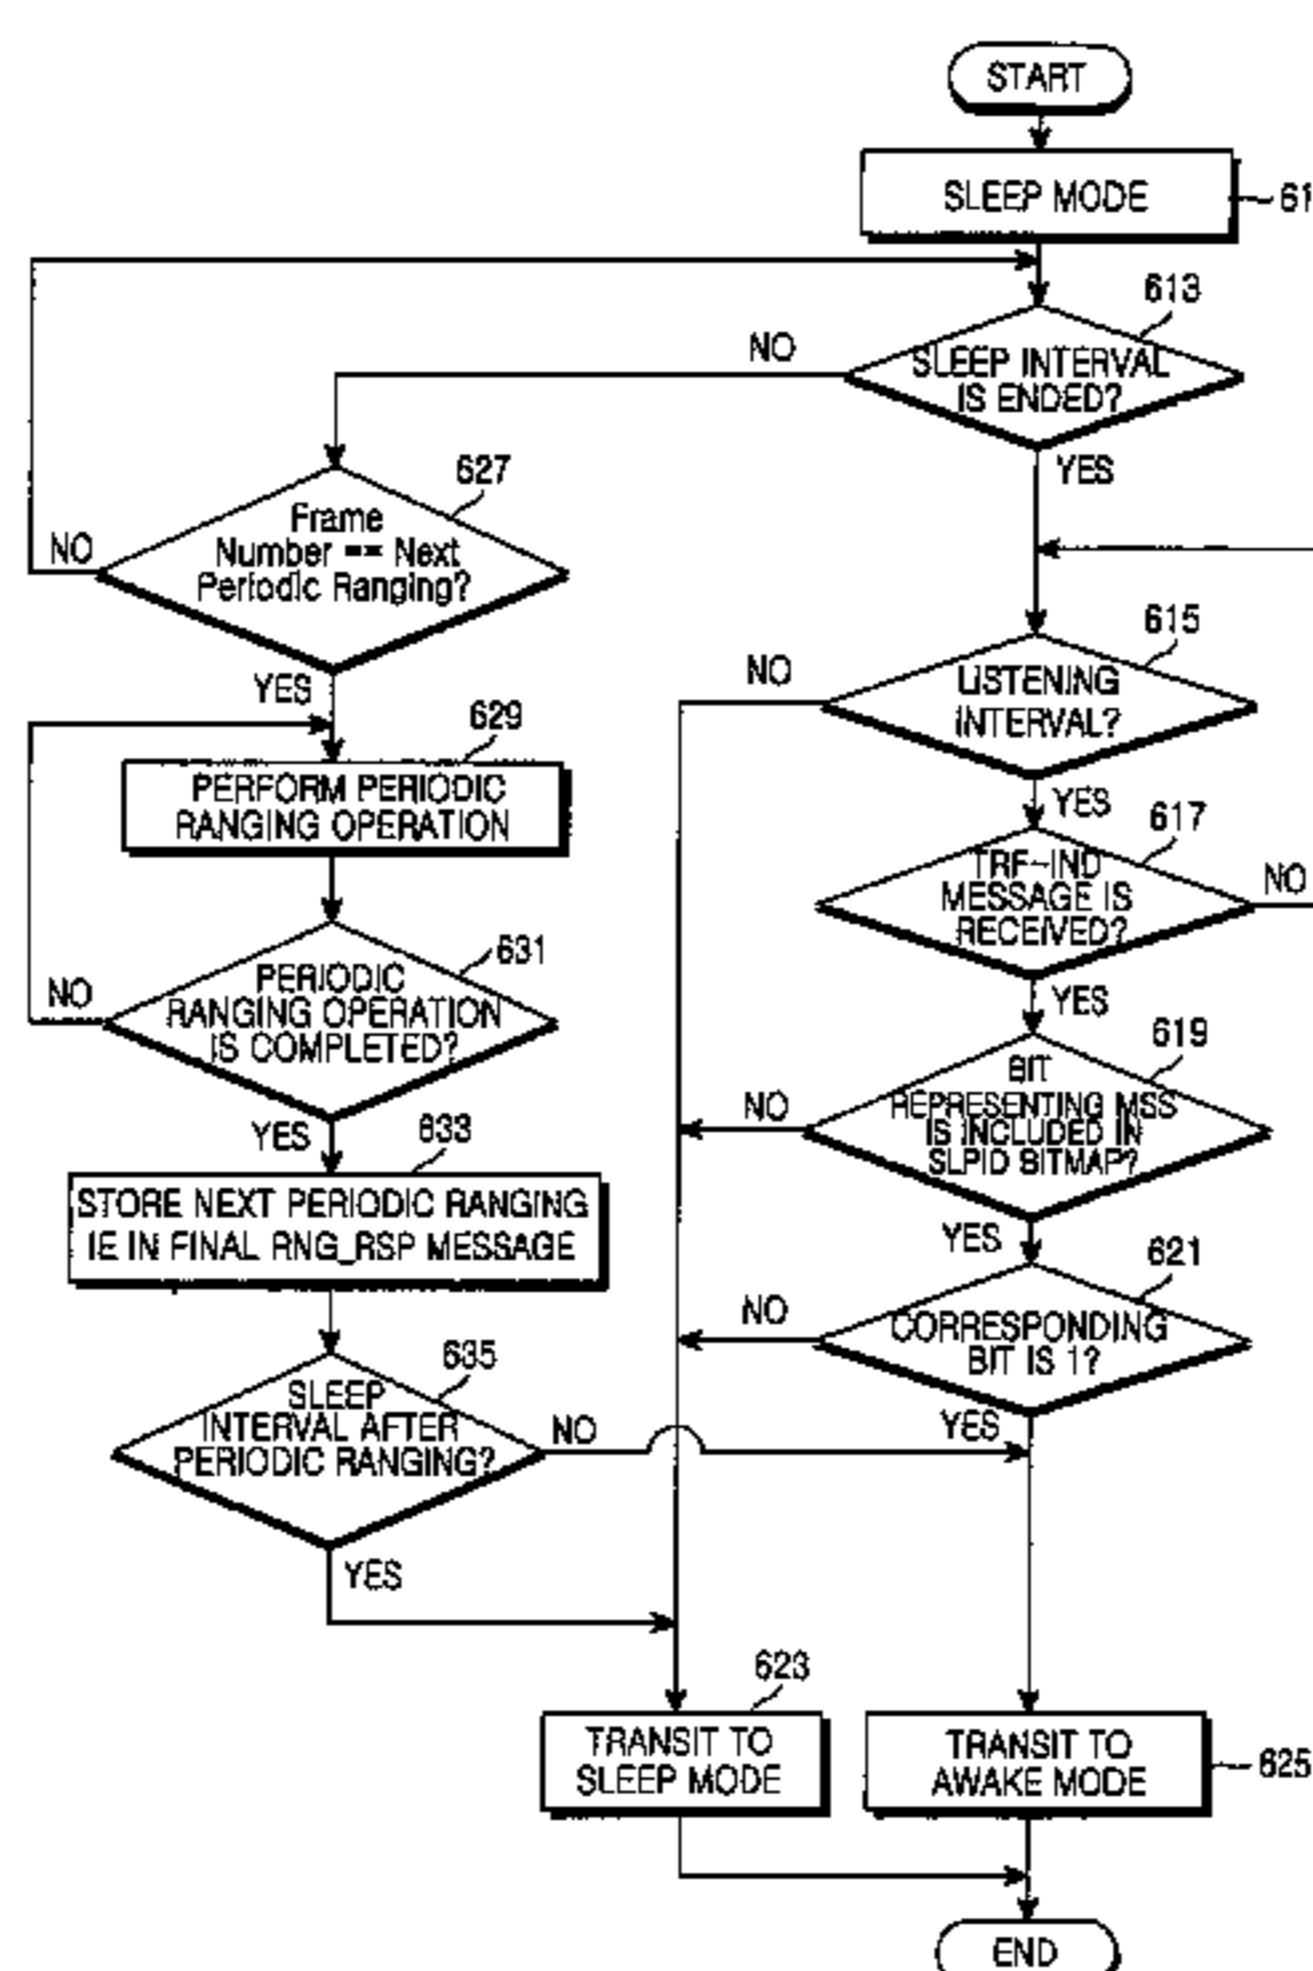 START
SLEEP MODE
61
613
SLEEP INTERVAL
IS ENDED?
NO
YES
627
Frame
Number == Next
Periodic Ranging?
NO
YES
615
LISTENING
INTERVAL?
NO
YES
629
PERFORM PERIODIC
RANGING OPERATION
617
TRF-IND
MESSAGE IS
RECEIVED?
NO
YES
631
PERIODIC
RANGING OPERATION
IS COMPLETED?
NO
YES
619
BIT
REPRESENTING MSS
IS INCLUDED IN
SLPID BITMAP?
NO
YES
633
STORE NEXT PERIODIC RANGING
IE IN FINAL RNG_RSP MESSAGE
621
CORRESPONDING
BIT IS 1?
NO
YES
635
SLEEP
INTERVAL AFTER
PERIODIC RANGING?
NO
YES
623
TRANSIT TO
SLEEP MODE
TRANSIT TO
AWAKE MODE
625
END